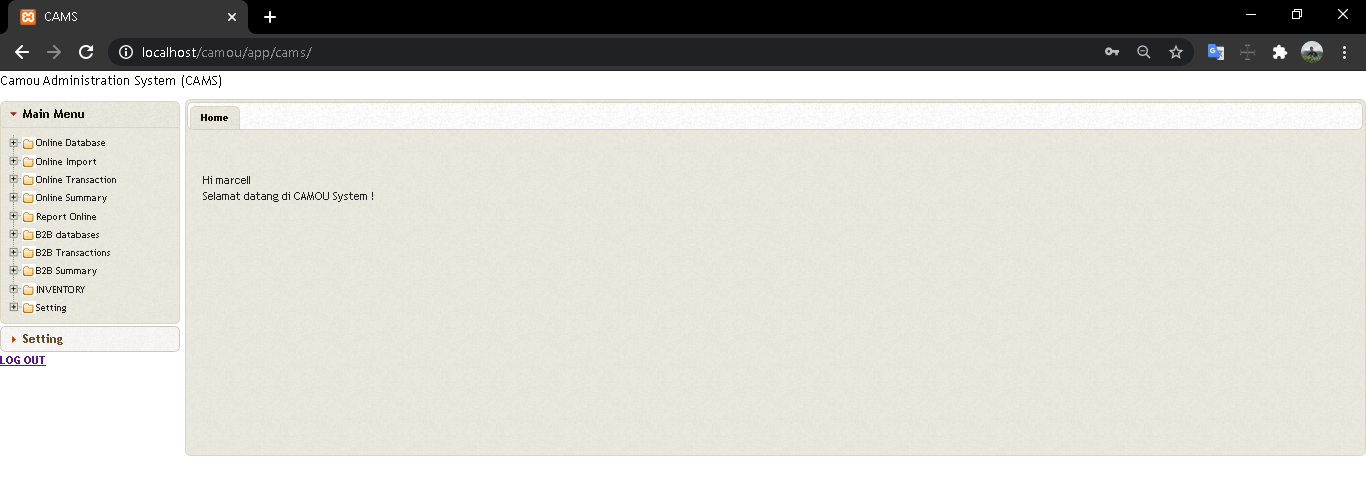 CAMS
localhost/camou/app/cams/
Camou Administration System (CAMS)
Main Menu
Online Database
Online Import
Online Transaction
Online Summary
Report Online
B2B databases
B2B Transactions
B2B Summary
INVENTORY
Setting
Setting
LOG OUT
Home
Hi marcell
Selamat datang di CAMOU System !